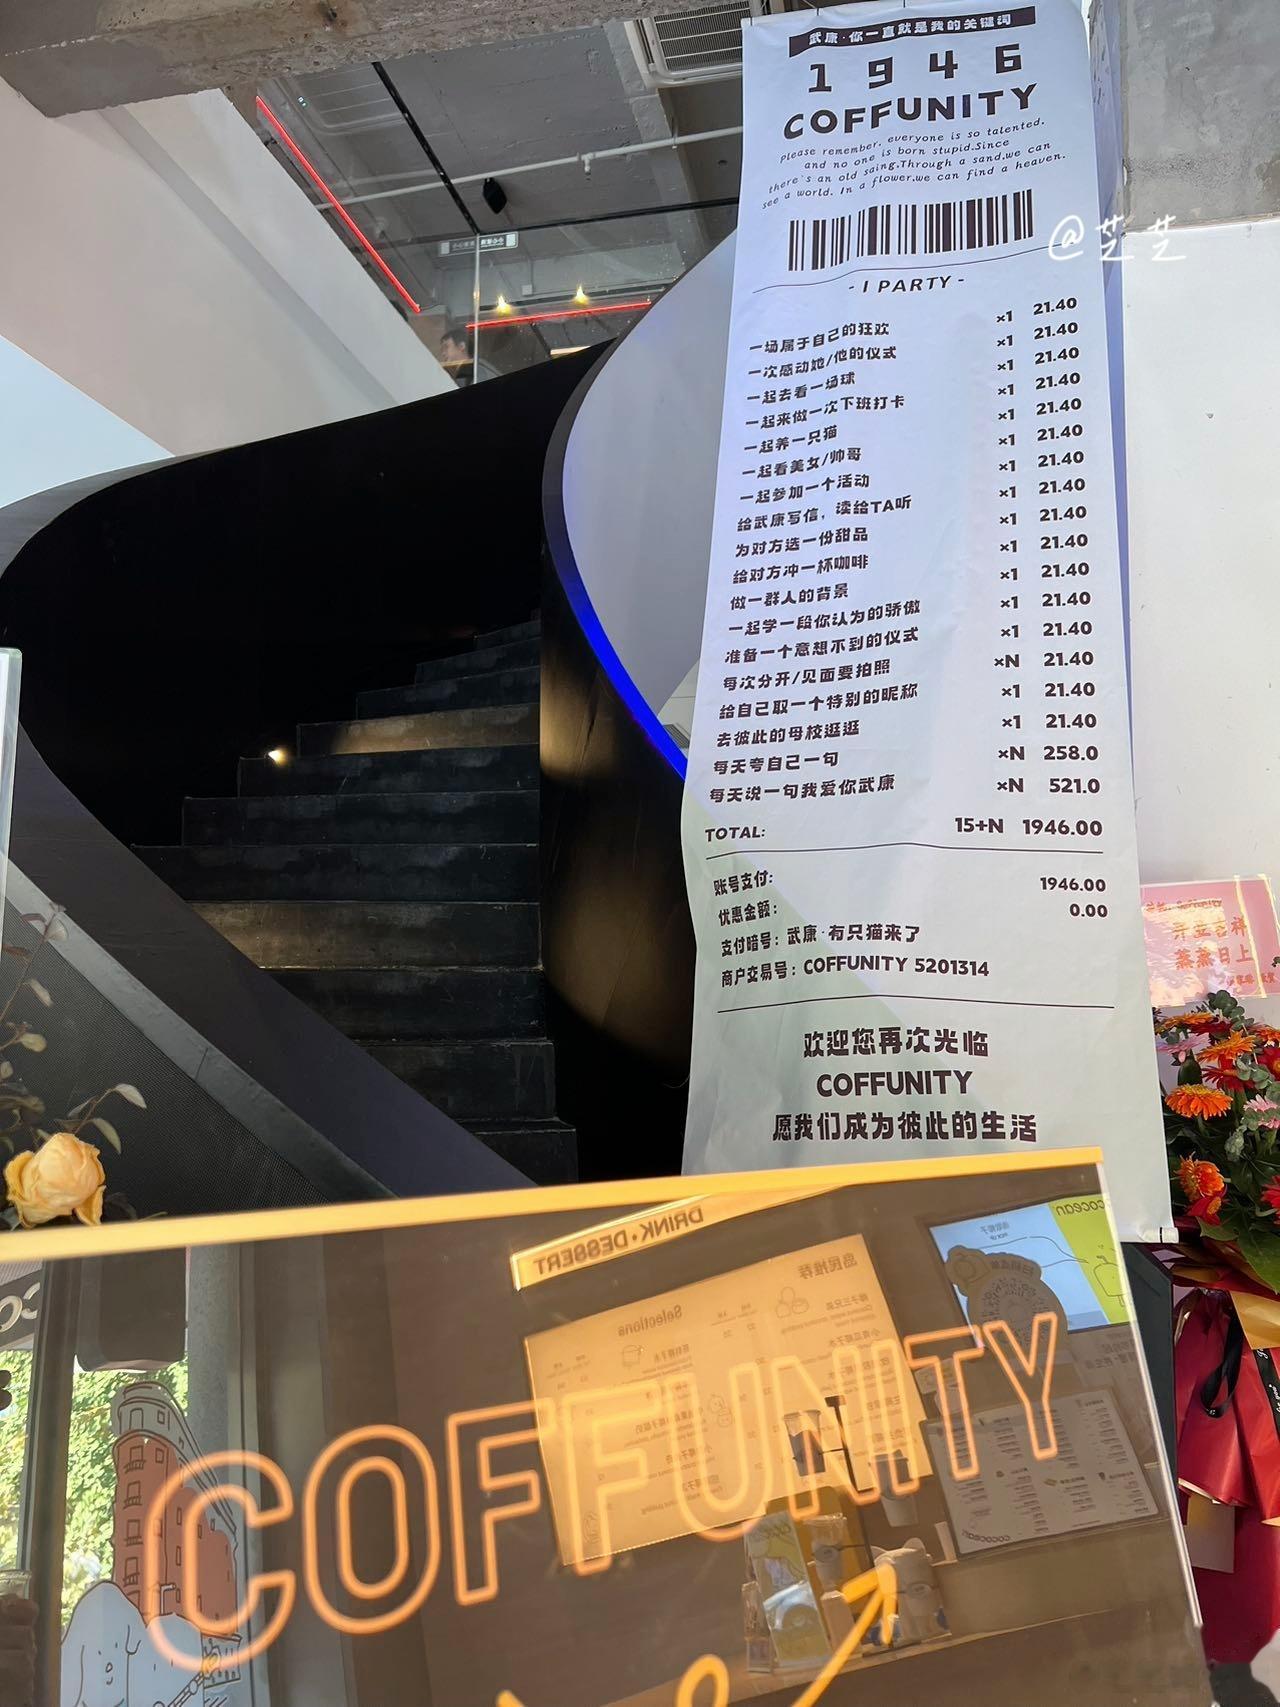 武康·你一直就是我的关键词
1946
COFFUNITY
please remember, everyone is so talented.
and no one is born stupid.Since
there's an old saing.Through a sand,we can
see a world. In a flower,we can find a heaven.
@芝芝
- I PARTY -
一场属于自己的狂欢 ×1 21.40
一次感动她/他的仪式 ×1 21.40
一起去看一场球 ×1 21.40
一起来做一次下班打卡 ×1 21.40
一起养一只猫 ×1 21.40
一起看美女/帅哥 ×1 21.40
一起参加一个活动 ×1 21.40
给武康写信，读给TA听 ×1 21.40
为对方选一份甜品 ×1 21.40
给对方冲一杯咖啡 ×1 21.40
做一群人的背景 ×1 21.40
一起学一段你认为的骄傲 ×1 21.40
准备一个意想不到的仪式 ×1 21.40
每次分开/见面要拍照 ×N 21.40
给自己取一个特别的昵称 ×1 21.40
去彼此的母校逛逛 ×1 21.40
每天夸自己一句 ×N 258.0
每天说一句我爱你武康 ×N 521.0
TOTAL: 15+N 1946.00
账号支付: 1946.00
优惠金额: 0.00
支付暗号：武康·有只猫来了
商户交易号：COFFUNITY 5201314
欢迎您再次光临
COFFUNITY
愿我们成为彼此的生活
开业吉祥
蒸蒸日上
DRINK·DESSERT
岛民推荐
Selections
cocean
COFFUNITY